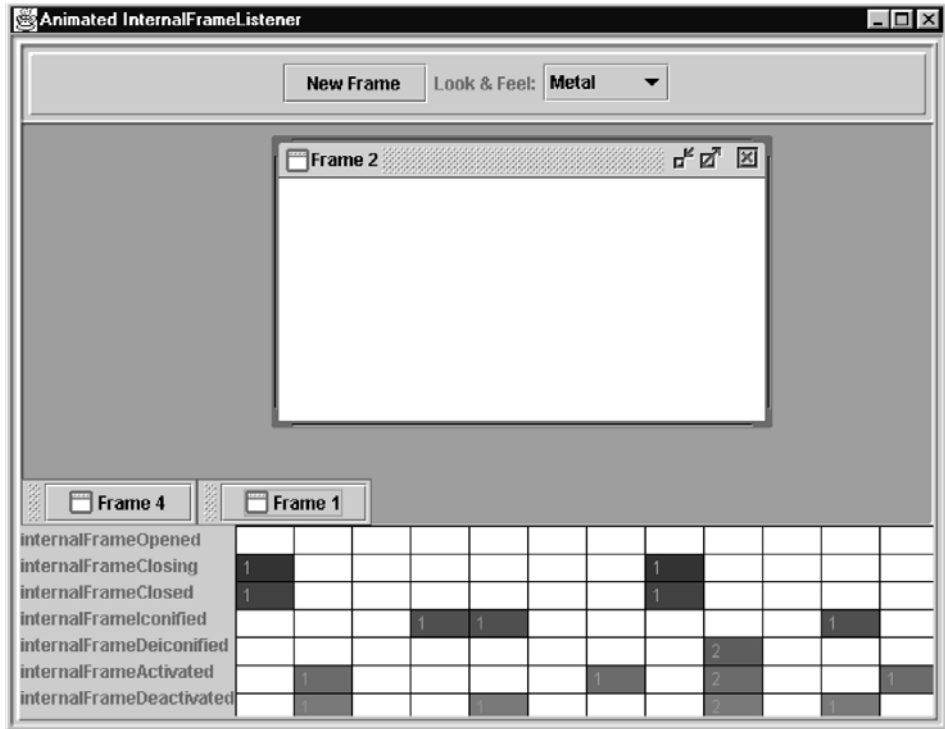 Animated InternalFrameListener
New Frame Look & Feel: Metal
Frame 2
Frame 4 Frame 1
internalFrameOpened
internalFrameClosing 1 1
internalFrameClosed 1 1
internalFrameIconified 1 1 1
internalFrameDeiconified 2
internalFrameActivated 1 1 2 1
internalFrameDeactivated 1 1 2 1